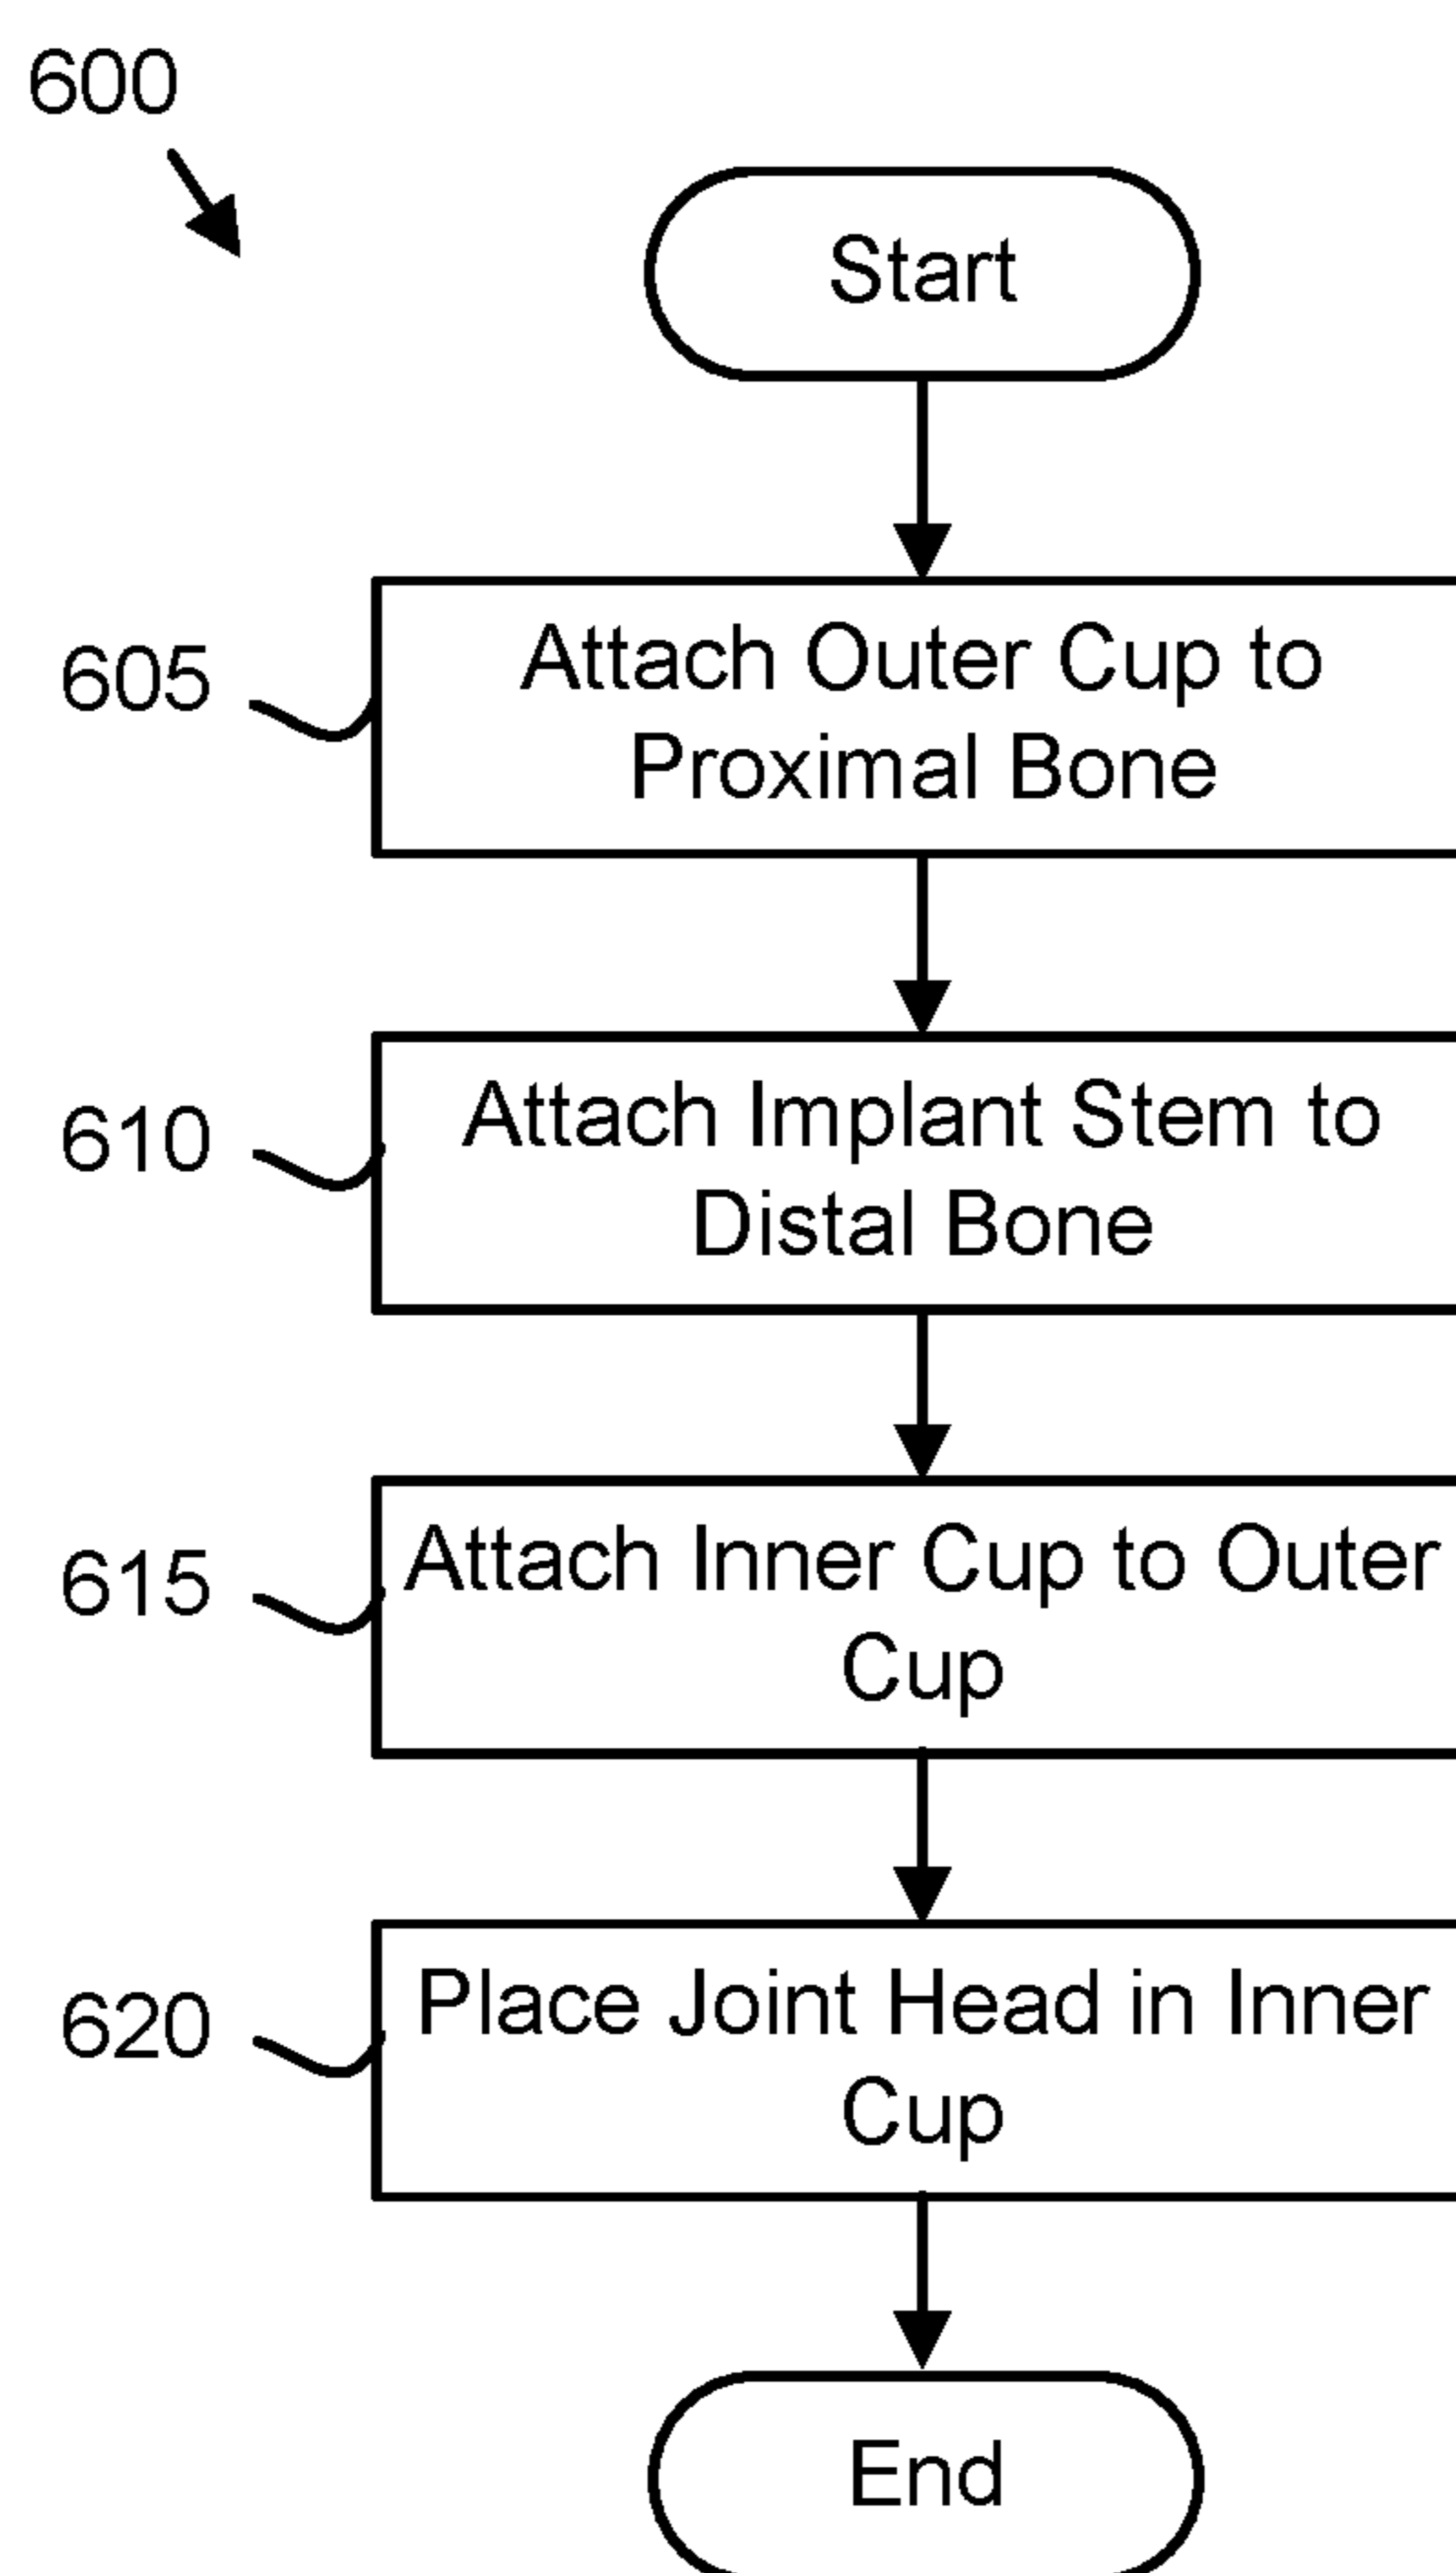 600
Start
605
Attach Outer Cup to
Proximal Bone
610
Attach Implant Stem to
Distal Bone
615
Attach Inner Cup to Outer
Cup
620
Place Joint Head in Inner
Cup
End